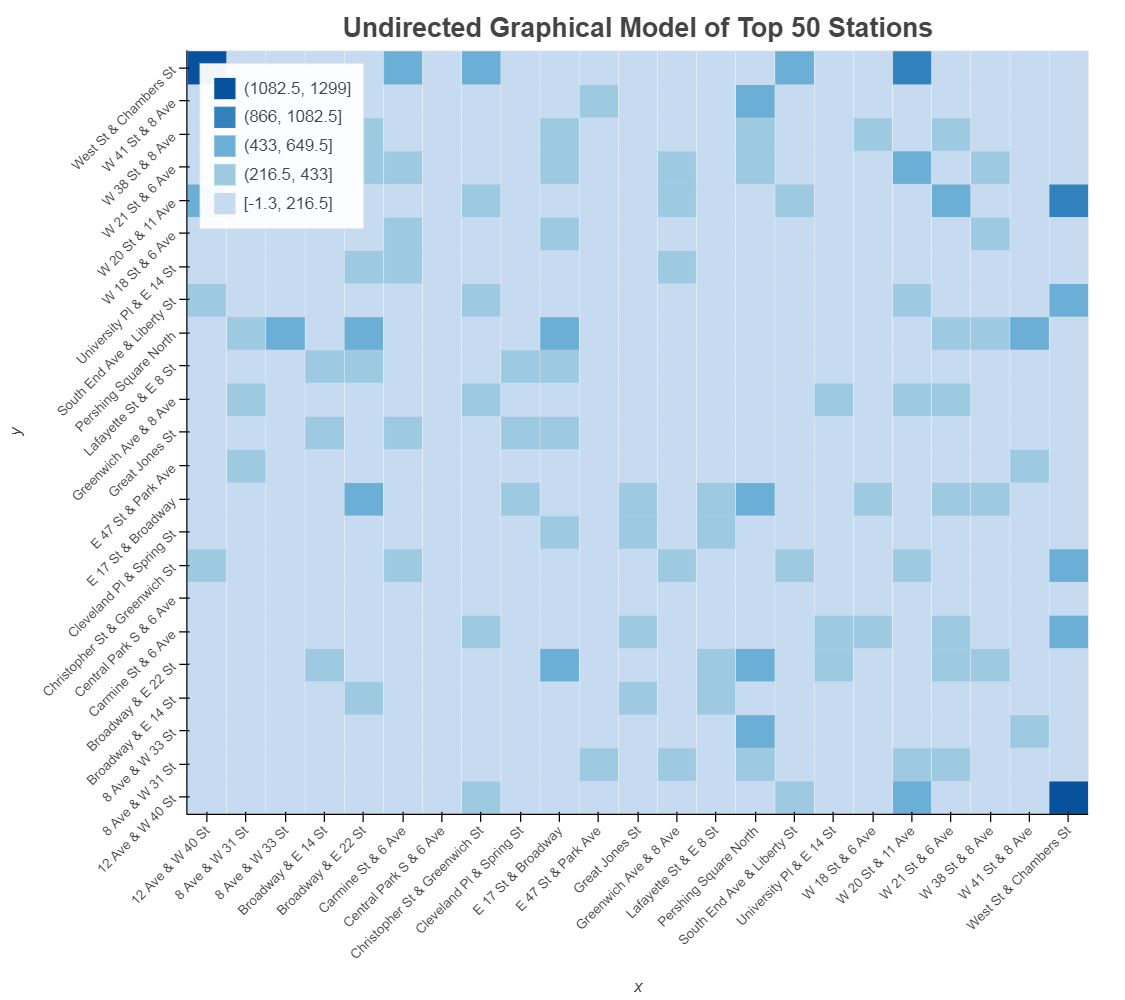 Undirected Graphical Model of Top 50 Stations
(1082.5, 1299]
(866, 1082.5]
(433, 649.5]
(216.5, 433]
[-1.3, 216.5]
West St & Chambers St
W 41 St & 8 Ave
W 38 St & 8 Ave
W 21 St & 6 Ave
W 20 St & 11 Ave
W 18 St & 6 Ave
University Pl & E 14 St
South End Ave & Liberty St
Pershing Square North
Lafayette St & E 8 St
Greenwich Ave & 8 Ave
Great Jones St
E 47 St & Park Ave
E 17 St & Broadway
Cleveland Pl & Spring St
Christopher St & Greenwich St
Central Park S & 6 Ave
Carmine St & 6 Ave
Broadway & E 22 St
Broadway & E 14 St
8 Ave & W 33 St
8 Ave & W 31 St
12 Ave & W 40 St
y
12 Ave & W 40 St
8 Ave & W 31 St
8 Ave & W 33 St
Broadway & E 14 St
Broadway & E 22 St
Carmine St & 6 Ave
Central Park S & 6 Ave
Christopher St & Greenwich St
Cleveland Pl & Spring St
E 17 St & Broadway
E 47 St & Park Ave
Great Jones St
Greenwich Ave & 8 Ave
Lafayette St & E 8 St
Pershing Square North
South End Ave & Liberty St
University Pl & E 14 St
W 18 St & 6 Ave
W 20 St & 11 Ave
W 21 St & 6 Ave
W 38 St & 8 Ave
W 41 St & 8 Ave
West St & Chambers St
x